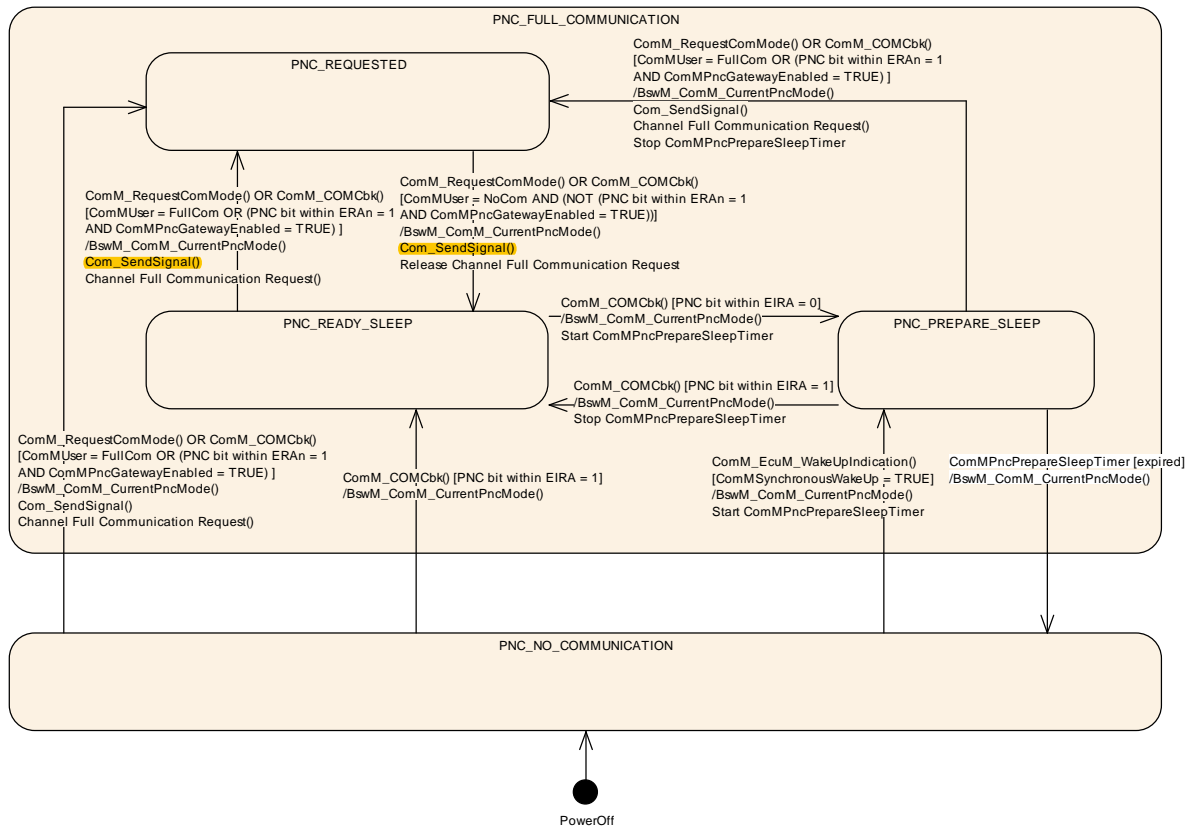 PNC_FULL_COMMUNICATION
ComM_RequestComMode() OR ComM_COMCbk()
[ComMUser = FullCom OR (PNC bit within ERAn = 1
AND ComMPncGatewayEnabled = TRUE) ]
/BswM_ComM_CurrentPncMode()
Com_SendSignal()
Channel Full Communication Request()
Stop ComMPncPrepareSleepTimer
PNC_REQUESTED
ComM_RequestComMode() OR ComM_COMCbk()
[ComMUser = FullCom OR (PNC bit within ERAn = 1
AND ComMPncGatewayEnabled = TRUE) ]
/BswM_ComM_CurrentPncMode()
Com_SendSignal()
Channel Full Communication Request()
ComM_RequestComMode() OR ComM_COMCbk()
[ComMUser = NoCom AND (NOT (PNC bit within ERAn = 1
AND ComMPncGatewayEnabled = TRUE))]
/BswM_ComM_CurrentPncMode()
Com_SendSignal()
Release Channel Full Communication Request
PNC_READY_SLEEP
ComM_COMCbk() [PNC bit within EIRA = 0]
/BswM_ComM_CurrentPncMode()
Start ComMPncPrepareSleepTimer
PNC_PREPARE_SLEEP
ComM_COMCbk() [PNC bit within EIRA = 1]
/BswM_ComM_CurrentPncMode()
Stop ComMPncPrepareSleepTimer
ComM_RequestComMode() OR ComM_COMCbk()
[ComMUser = FullCom OR (PNC bit within ERAn = 1
AND ComMPncGatewayEnabled = TRUE) ]
/BswM_ComM_CurrentPncMode()
Com_SendSignal()
Channel Full Communication Request()
ComM_COMCbk() [PNC bit within EIRA = 1]
/BswM_ComM_CurrentPncMode()
ComM_EcuM_WakeUpIndication()
[ComMSynchronousWakeUp = TRUE]
/BswM_ComM_CurrentPncMode()
Start ComMPncPrepareSleepTimer
ComMPncPrepareSleepTimer [expired]
/BswM_ComM_CurrentPncMode()
PNC_NO_COMMUNICATION
PowerOff